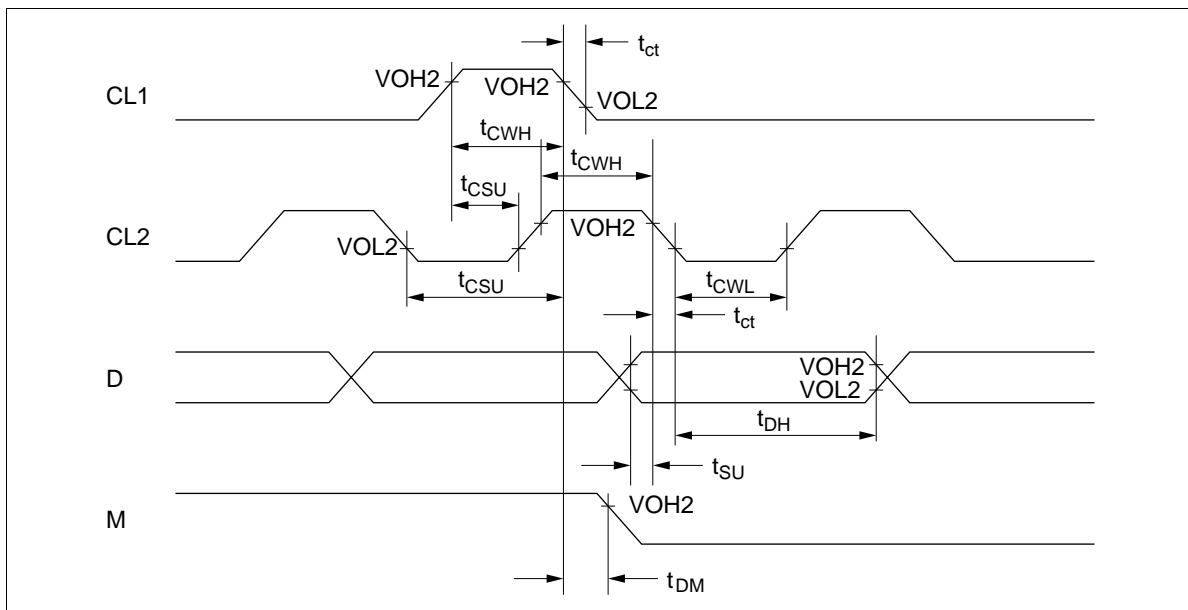 tct
VOH2 VOH2
CL1 VOL2
tCWH
tCWH
tCSU
CL2 VOL2 VOH2
tCSU tCWL
tct
D VOH2
VOL2
tDH
tSU
M VOH2
tDM